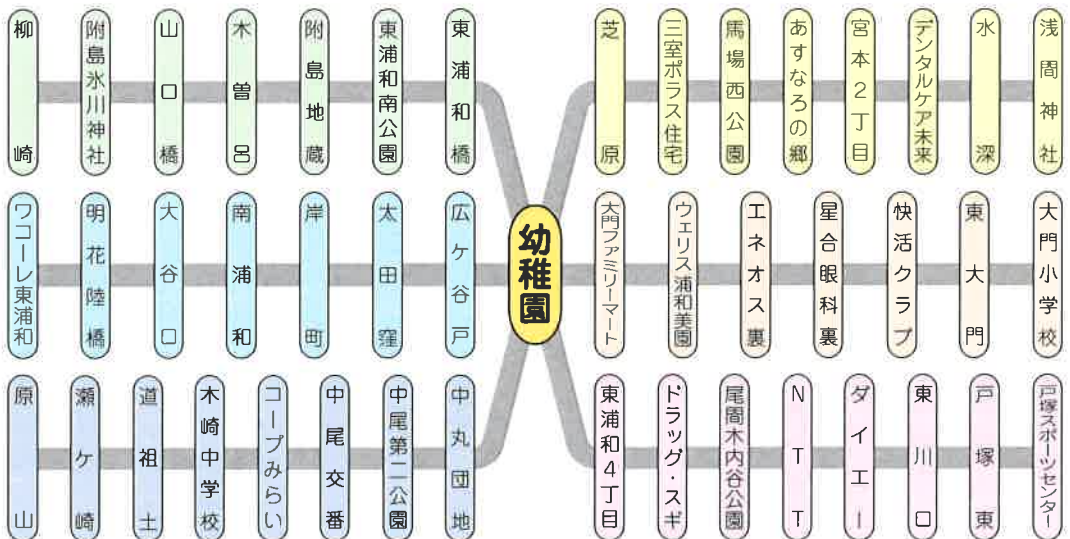 柳崎
附島氷川神社
山口橋
木曽呂
附島地蔵
東浦和南公園
東浦和橋
芝原
三室ポラス住宅
馬場西公園
あすなろの郷
宮本2丁目
デンタルケア未来
水深
浅間神社
ワコーレ東浦和
明花陸橋
大谷口
南浦和
岸町
太田窪
広ケ谷戸
幼稚園
大門ファミリーマート
ウェリス浦和美園
エネオス裏
星合眼科裏
快活クラブ
東大門
大門小学校
原山
瀬ケ崎
道祖土
木崎中学校
コープみらい
中尾交番
中尾第二公園
中丸団地
東浦和4丁目
ドラッグ・スギ
尾間木内谷公園
NTT
ダイエー
東川口
戸塚東
戸塚スポーツセンター